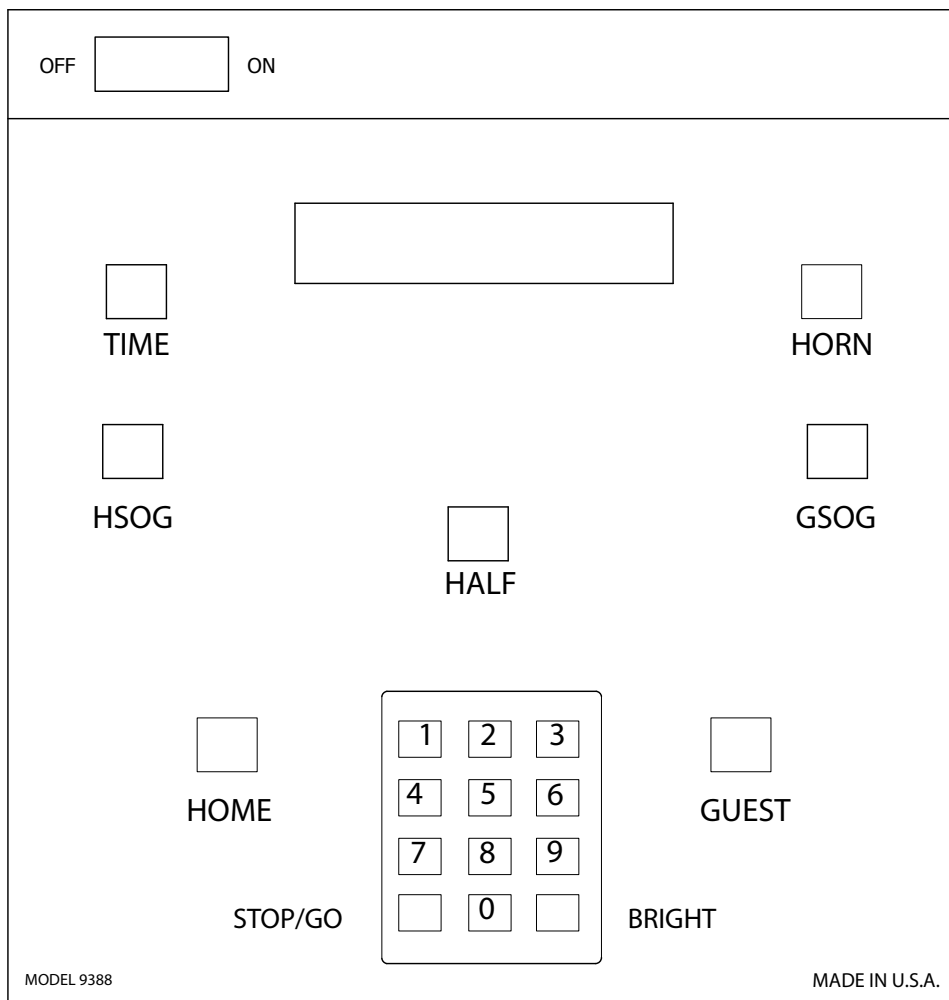 OFF ON
TIME HORN
HSOG GSOG
HALF
1 2 3
HOME 4 5 6 GUEST
7 8 9
STOP/GO 0 BRIGHT
MODEL 9388 MADE IN U.S.A.